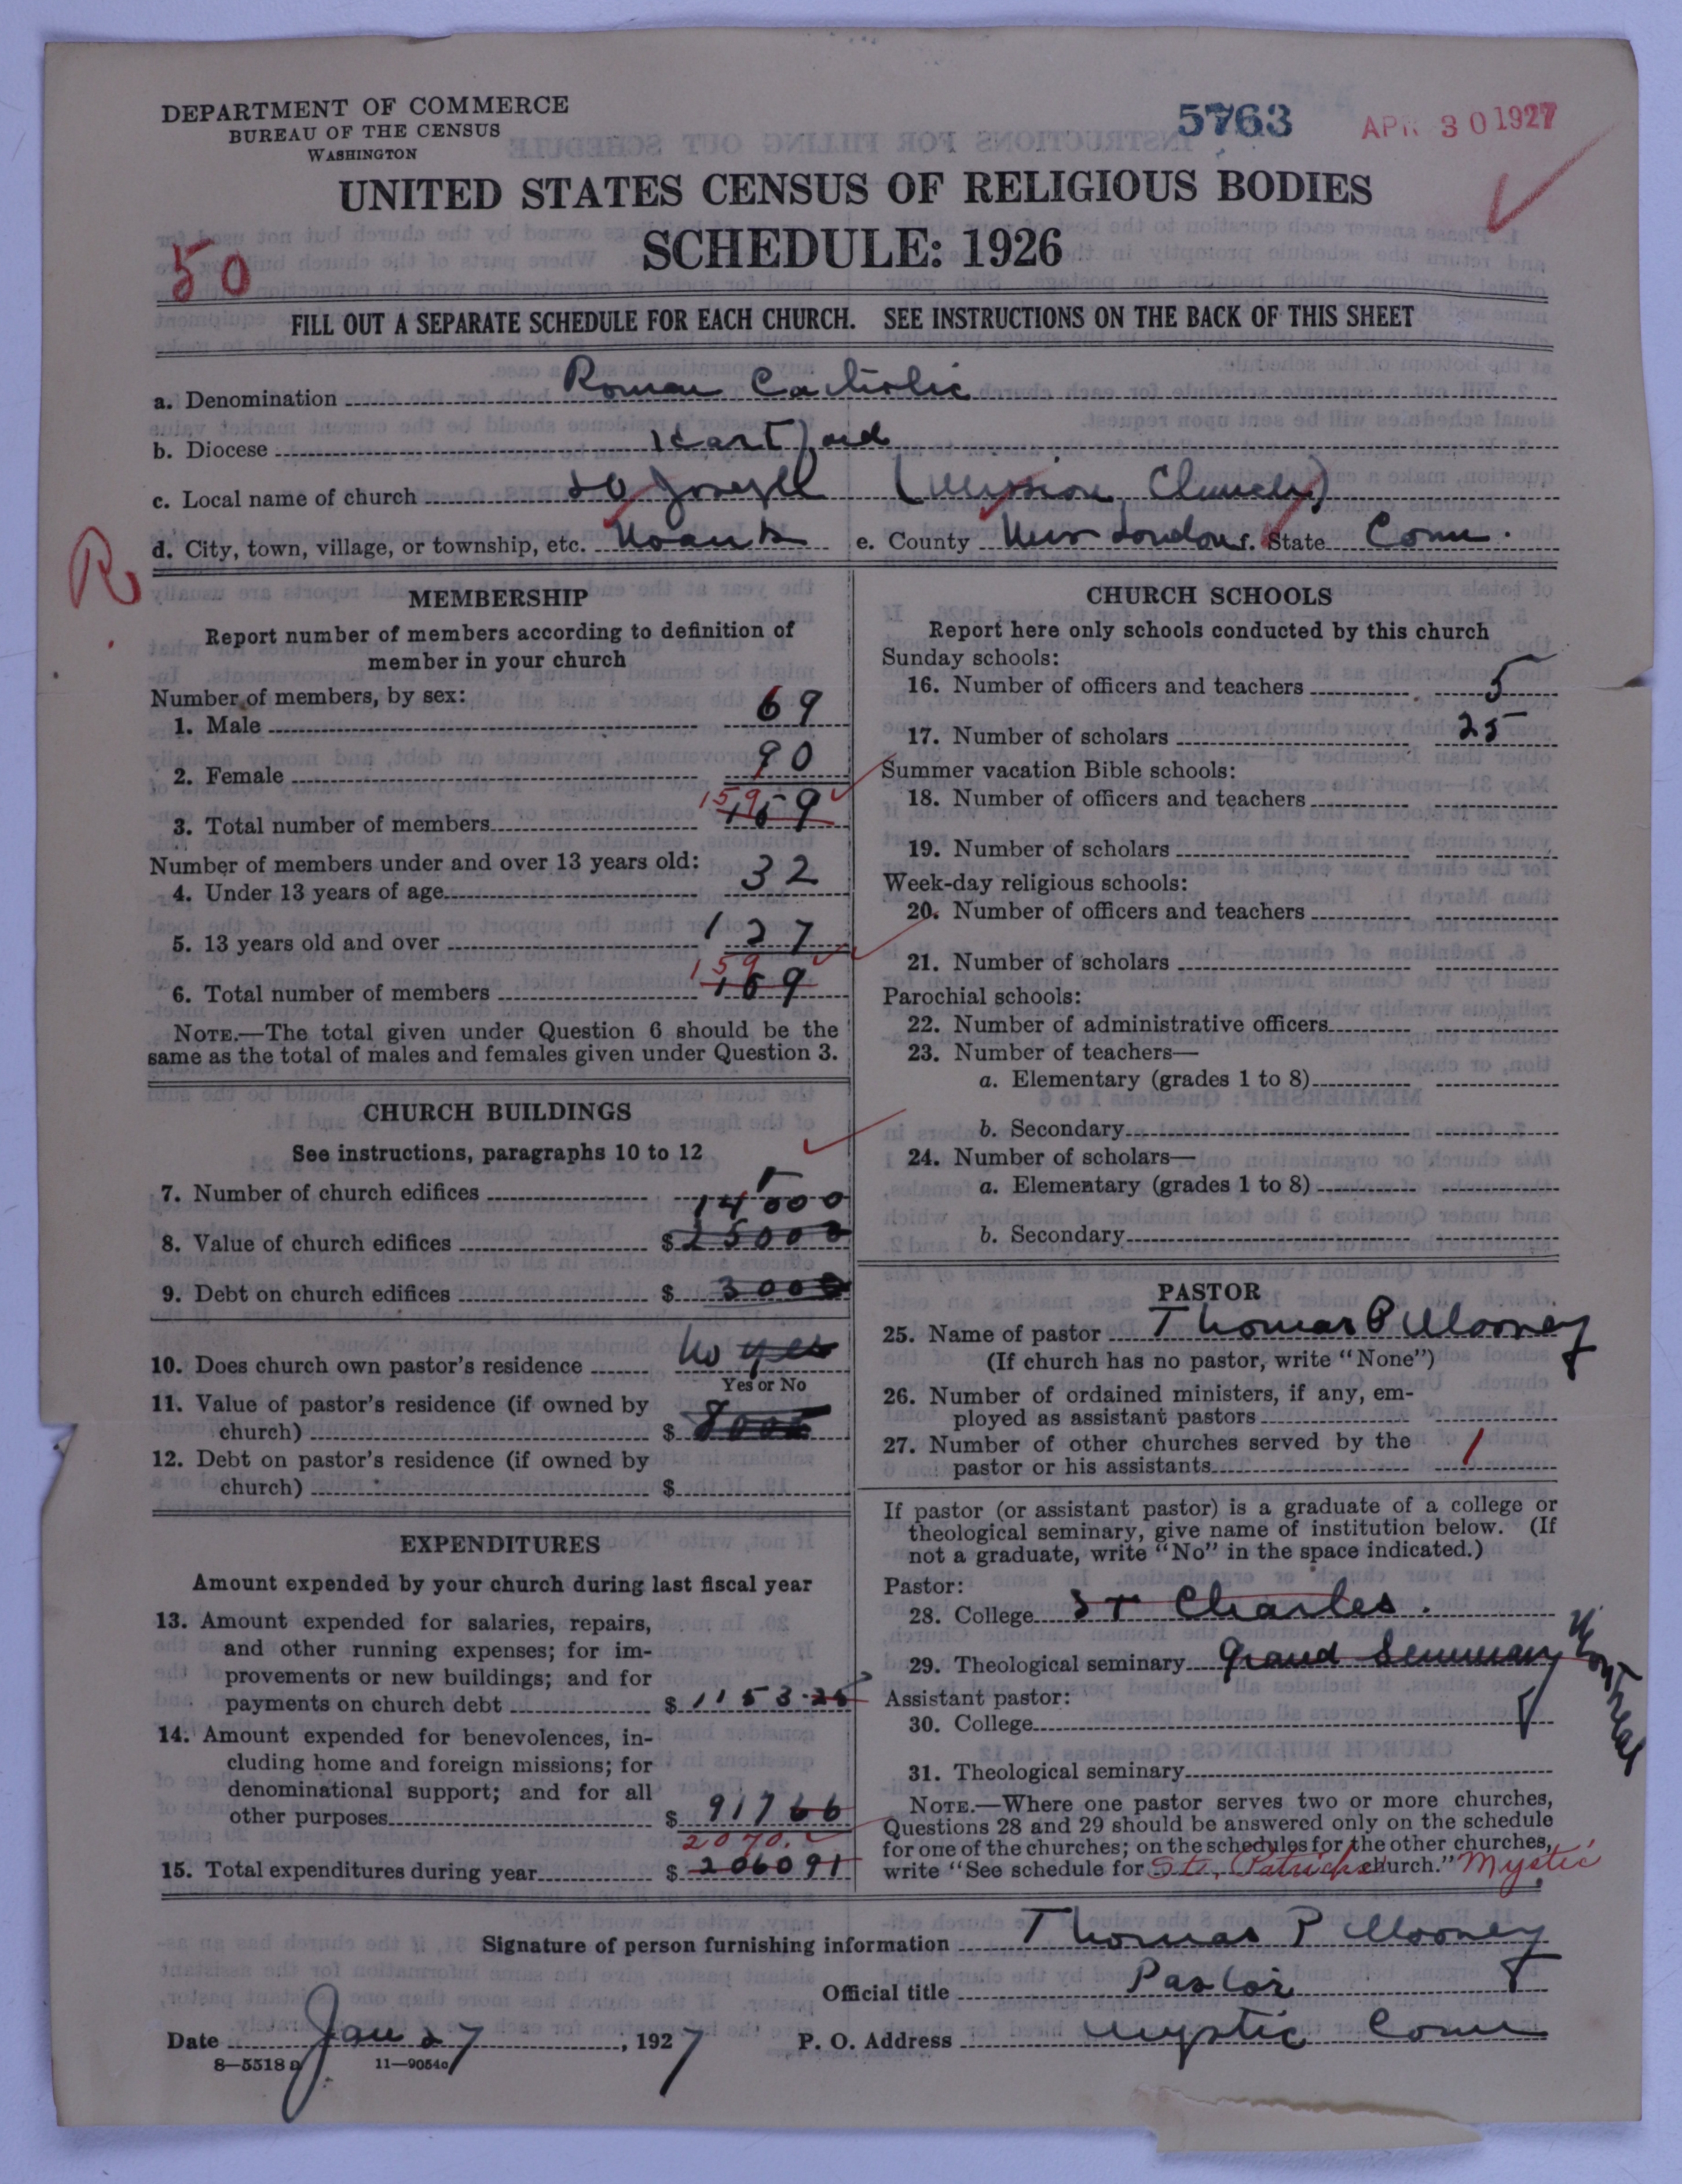 DEPARTMENT OF COMMERCE
BUREAU OF THE CENSUS
WASHINGTON
5763
APR 30 1927
UNITED STATES CENSUS OF RELIGIOUS BODIES
SCHEDULE: 1926
50
FILL OUT A SEPARATE SCHEDULE FOR EACH CHURCH. SEE INSTRUCTIONS ON THE BACK OF THIS SHEET
a. Denomination Roman Catholic
b. Diocese Hartford
c. Local name of church St Joseph (Mission Church)
d. City, town, village, or township, etc. Noank e. County New London f. State Conn.
R
MEMBERSHIP
Report number of members according to definition of
member in your church
Number of members, by sex:
1. Male 69
2. Female 90
159
3. Total number of members 169
Number of members under and over 13 years old:
4. Under 13 years of age 32
5. 13 years old and over 127
159
6. Total number of members 169
NOTE.—The total given under Question 6 should be the
same as the total of males and females given under Question 3.
CHURCH BUILDINGS
See instructions, paragraphs 10 to 12
7. Number of church edifices 1
14000
8. Value of church edifices $ 25000
9. Debt on church edifices $ 3000
10. Does church own pastor's residence No yes
Yes or No
11. Value of pastor's residence (if owned by
church) $ 8000
12. Debt on pastor's residence (if owned by
church) $
EXPENDITURES
Amount expended by your church during last fiscal year
13. Amount expended for salaries, repairs,
and other running expenses; for im-
provements or new buildings; and for
payments on church debt $ 1153.25
14. Amount expended for benevolences, in-
cluding home and foreign missions; for
denominational support; and for all
other purposes $ 917 66
2070.
15. Total expenditures during year $ 2060 91
CHURCH SCHOOLS
Report here only schools conducted by this church
Sunday schools:
16. Number of officers and teachers 5
17. Number of scholars 25
Summer vacation Bible schools:
18. Number of officers and teachers
19. Number of scholars
Week-day religious schools:
20. Number of officers and teachers
21. Number of scholars
Parochial schools:
22. Number of administrative officers
23. Number of teachers—
a. Elementary (grades 1 to 8)
b. Secondary
24. Number of scholars—
a. Elementary (grades 1 to 8)
b. Secondary
PASTOR
25. Name of pastor Thomas P Mooney
(If church has no pastor, write "None")
26. Number of ordained ministers, if any, em-
ployed as assistant pastors
27. Number of other churches served by the
pastor or his assistants 1
If pastor (or assistant pastor) is a graduate of a college or
theological seminary, give name of institution below. (If
not a graduate, write "No" in the space indicated.)
Pastor:
28. College St Charles.
29. Theological seminary Grand Seminary Montreal
Assistant pastor:
30. College
31. Theological seminary
NOTE.—Where one pastor serves two or more churches,
Questions 28 and 29 should be answered only on the schedule
for one of the churches; on the schedules for the other churches,
write "See schedule for St. Patricks church." Mystic
Signature of person furnishing information Thomas P Mooney
Official title Pastor
Date Jan 27, 1927 P. O. Address Mystic Conn
8—5518a 11—9054c